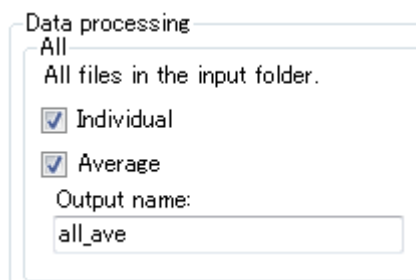 Data processing
All
All files in the input folder.
Individual
Average
Output name:
all_ave